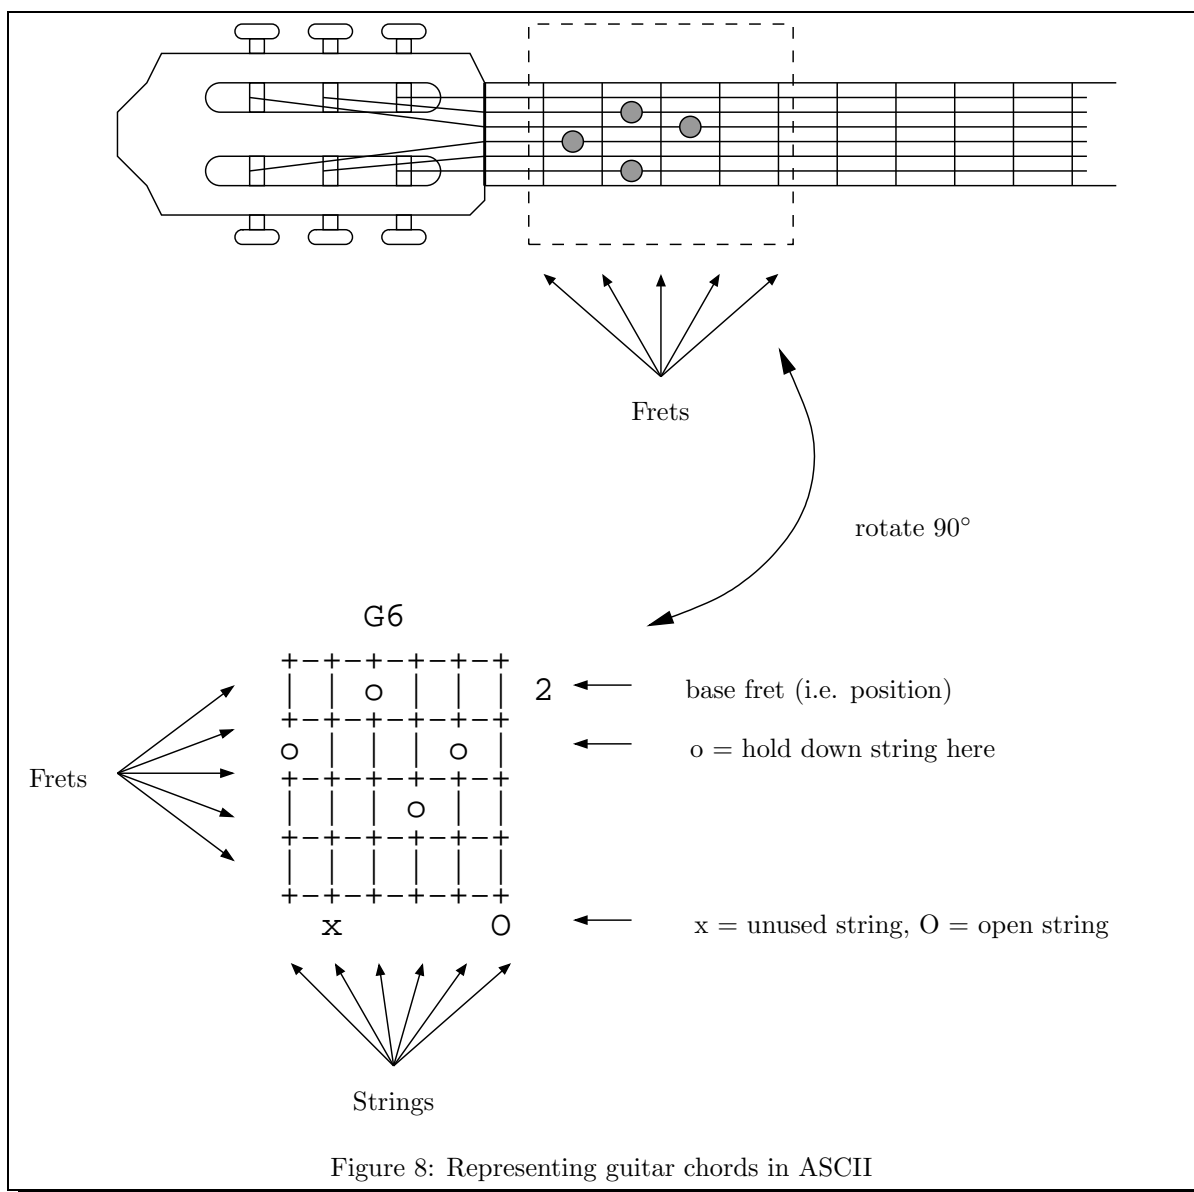 Frets
rotate 90°
G6
+-+-+-+-+-+
| | o | | | 2 base fret (i.e. position)
+-+-+-+-+-+
o | | | o | o = hold down string here
Frets
+-+-+-+-+-+
| | | o | |
+-+-+-+-+-+
| | | | | |
+-+-+-+-+-+
x O x = unused string, O = open string
Strings
Figure 8: Representing guitar chords in ASCII